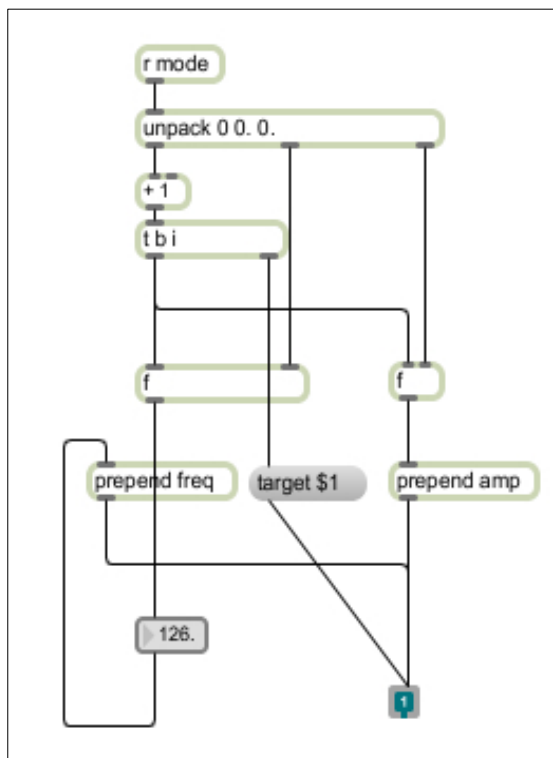 r mode
unpack 0 0. 0.
+ 1
t b i
f
f
prepend freq
target $1
prepend amp
126.
1